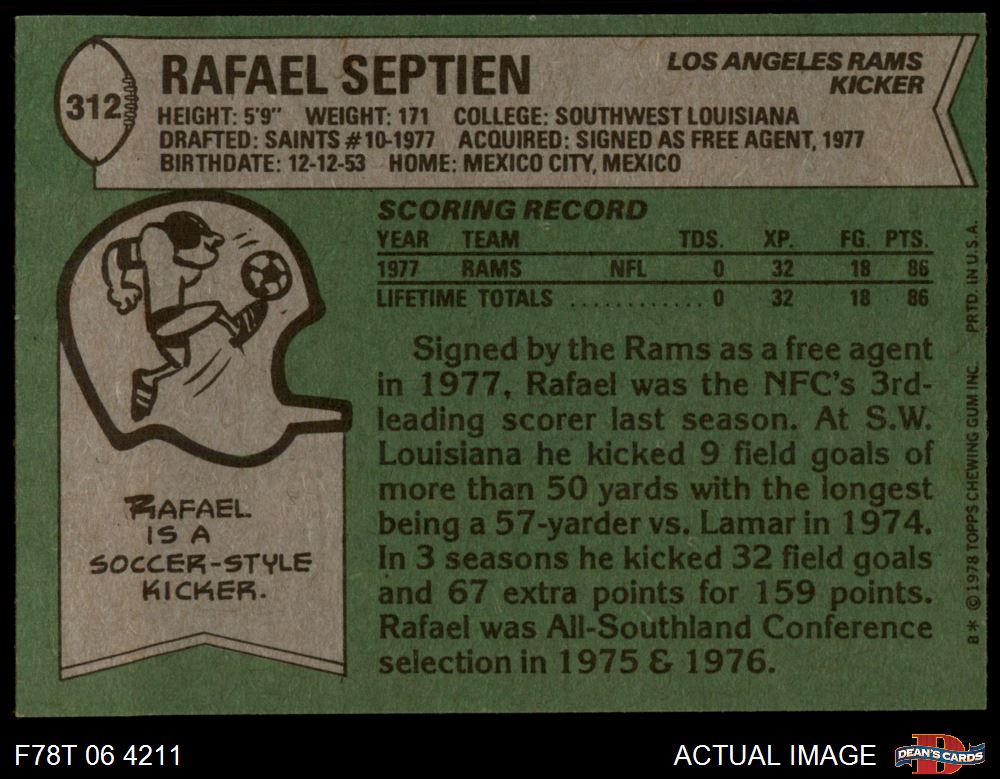 312
RAFAEL SEPTIEN
LOS ANGELES RAMS
KICKER
HEIGHT: 5'9" WEIGHT: 171 COLLEGE: SOUTHWEST LOUISIANA
DRAFTED: SAINTS #10-1977 ACQUIRED: SIGNED AS FREE AGENT, 1977
BIRTHDATE: 12-12-53 HOME: MEXICO CITY, MEXICO
SCORING RECORD
YEAR TEAM TDS. XP. FG. PTS.
1977 RAMS NFL 0 32 18 86
LIFETIME TOTALS ............ 0 32 18 86
Signed by the Rams as a free agent
in 1977, Rafael was the NFC's 3rd-
leading scorer last season. At S.W.
Louisiana he kicked 9 field goals of
more than 50 yards with the longest
being a 57-yarder vs. Lamar in 1974.
In 3 seasons he kicked 32 field goals
and 67 extra points for 159 points.
Rafael was All-Southland Conference
selection in 1975 & 1976.
RAFAEL
IS A
SOCCER-STYLE
KICKER.
B* © 1978 TOPPS CHEWING GUM INC. PRTD. IN U.S.A.
F78T 06 4211
ACTUAL IMAGE
D
DEAN'S CARDS